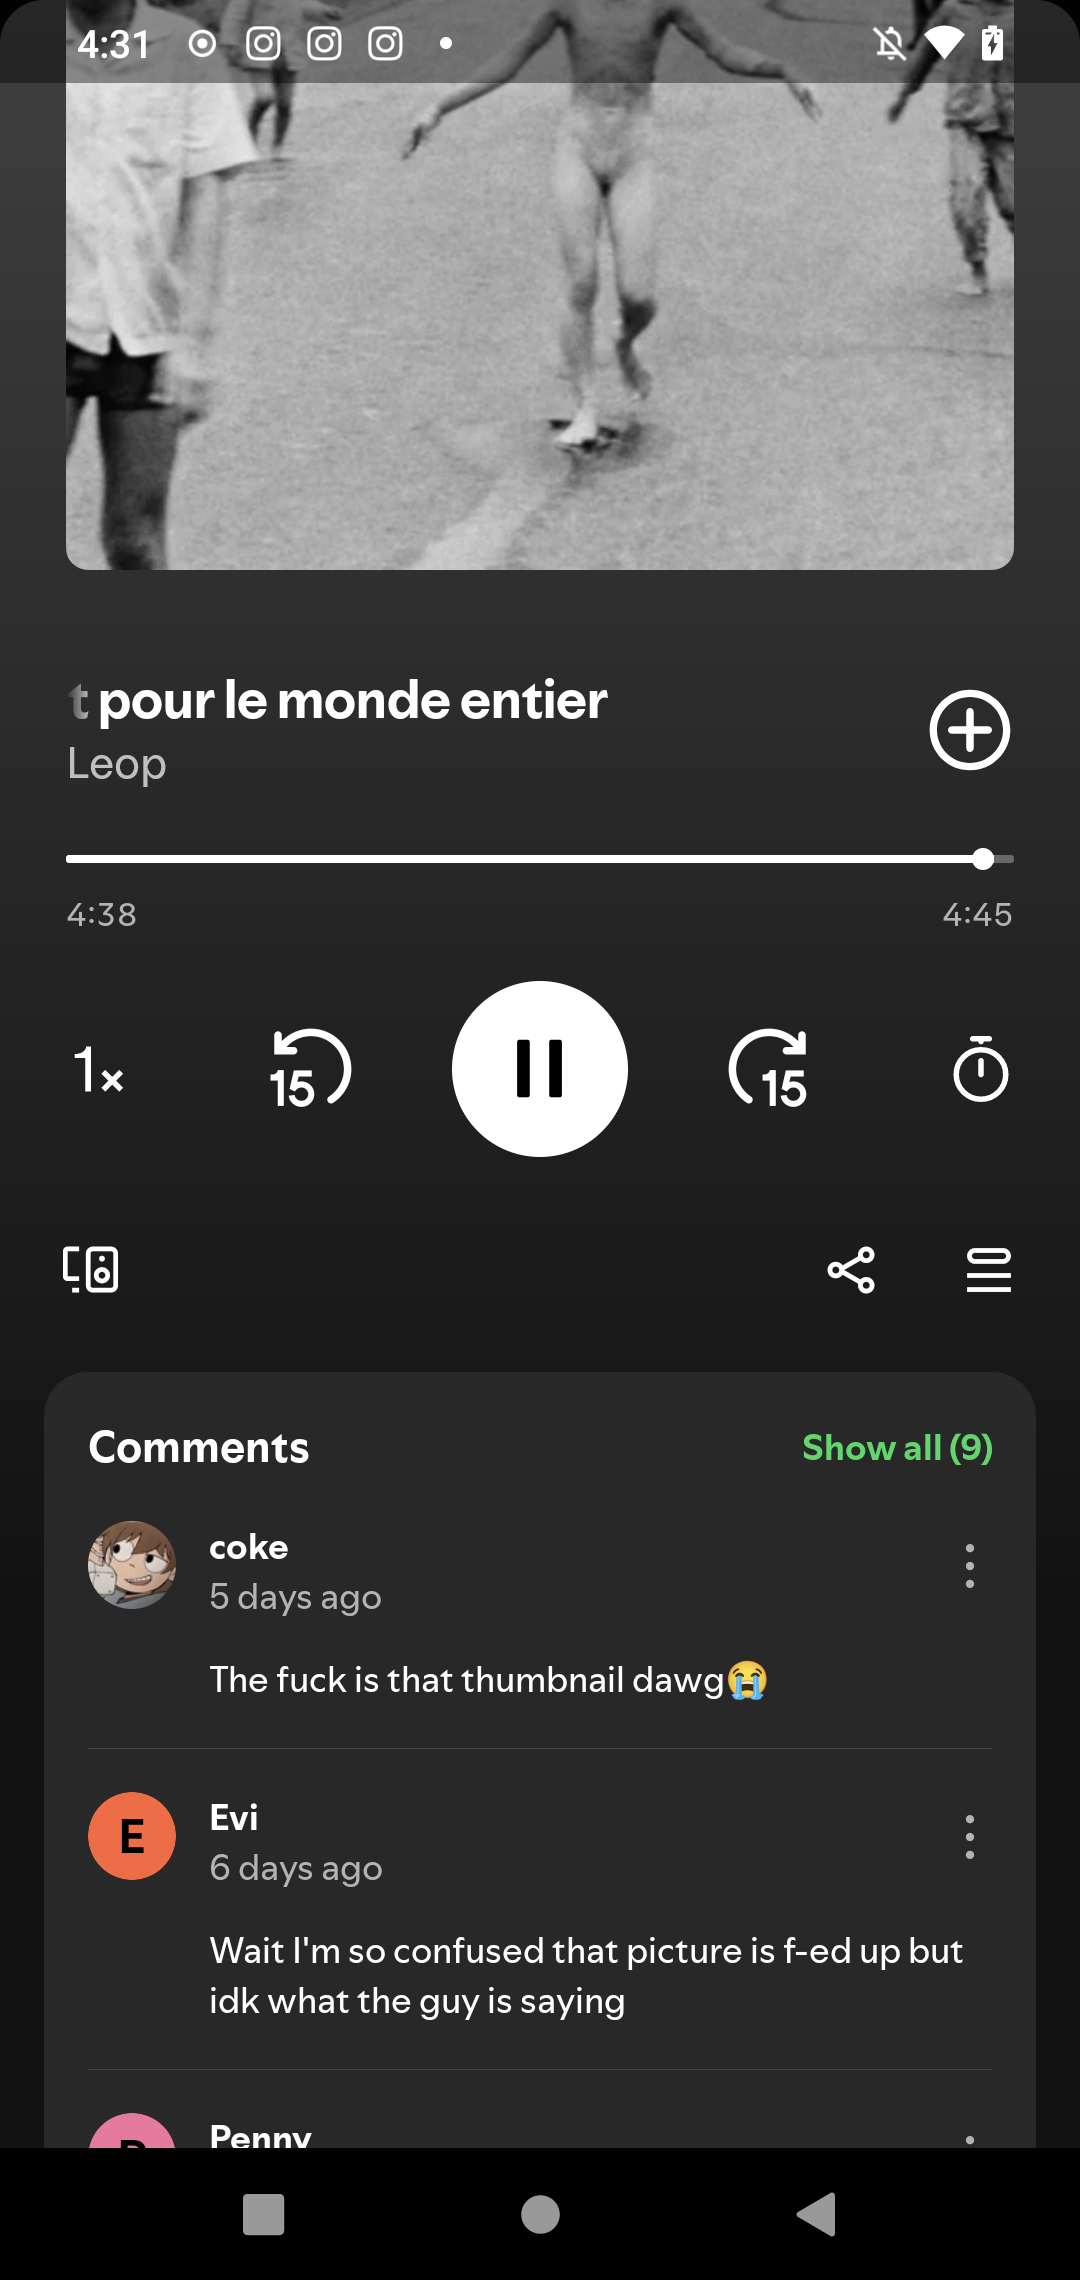 4:31
t pour le monde entier
Leop
4:38
4:45
1×
15
15
Comments
Show all (9)
coke
5 days ago
The fuck is that thumbnail dawg😭
E
Evi
6 days ago
Wait I'm so confused that picture is f-ed up but
idk what the guy is saying
Penny